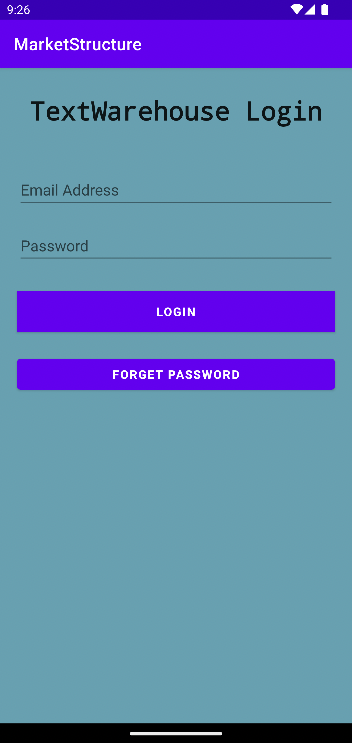 9:26
MarketStructure
TextWarehouse Login
Email Address
Password
LOGIN
FORGET PASSWORD